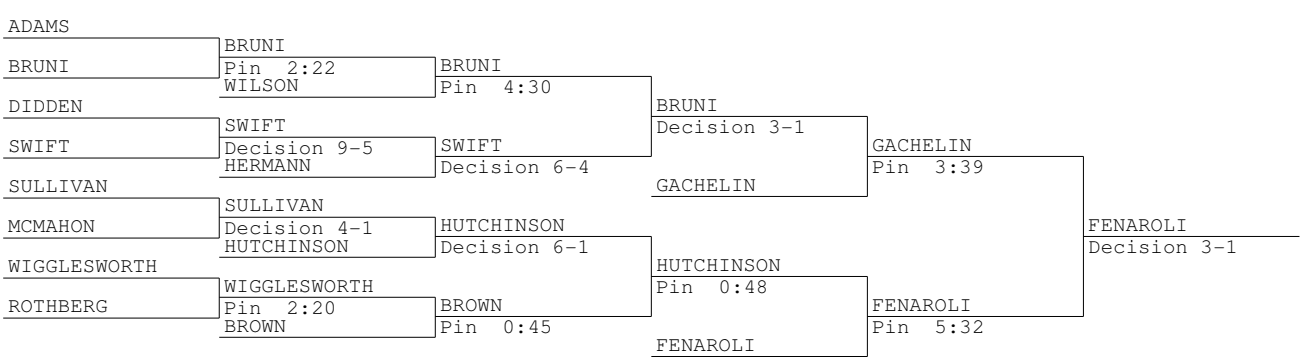 ADAMS
BRUNI
BRUNI
Pin 2:22
WILSON
BRUNI
Pin 4:30
DIDDEN
SWIFT
SWIFT
Decision 9-5
HERMANN
SWIFT
Decision 6-4
BRUNI
Decision 3-1
GACHELIN
GACHELIN
Pin 3:39
SULLIVAN
MCMAHON
SULLIVAN
Decision 4-1
HUTCHINSON
HUTCHINSON
Decision 6-1
WIGGLESWORTH
ROTHBERG
WIGGLESWORTH
Pin 2:20
BROWN
BROWN
Pin 0:45
HUTCHINSON
Pin 0:48
FENAROLI
FENAROLI
Pin 5:32
FENAROLI
Decision 3-1